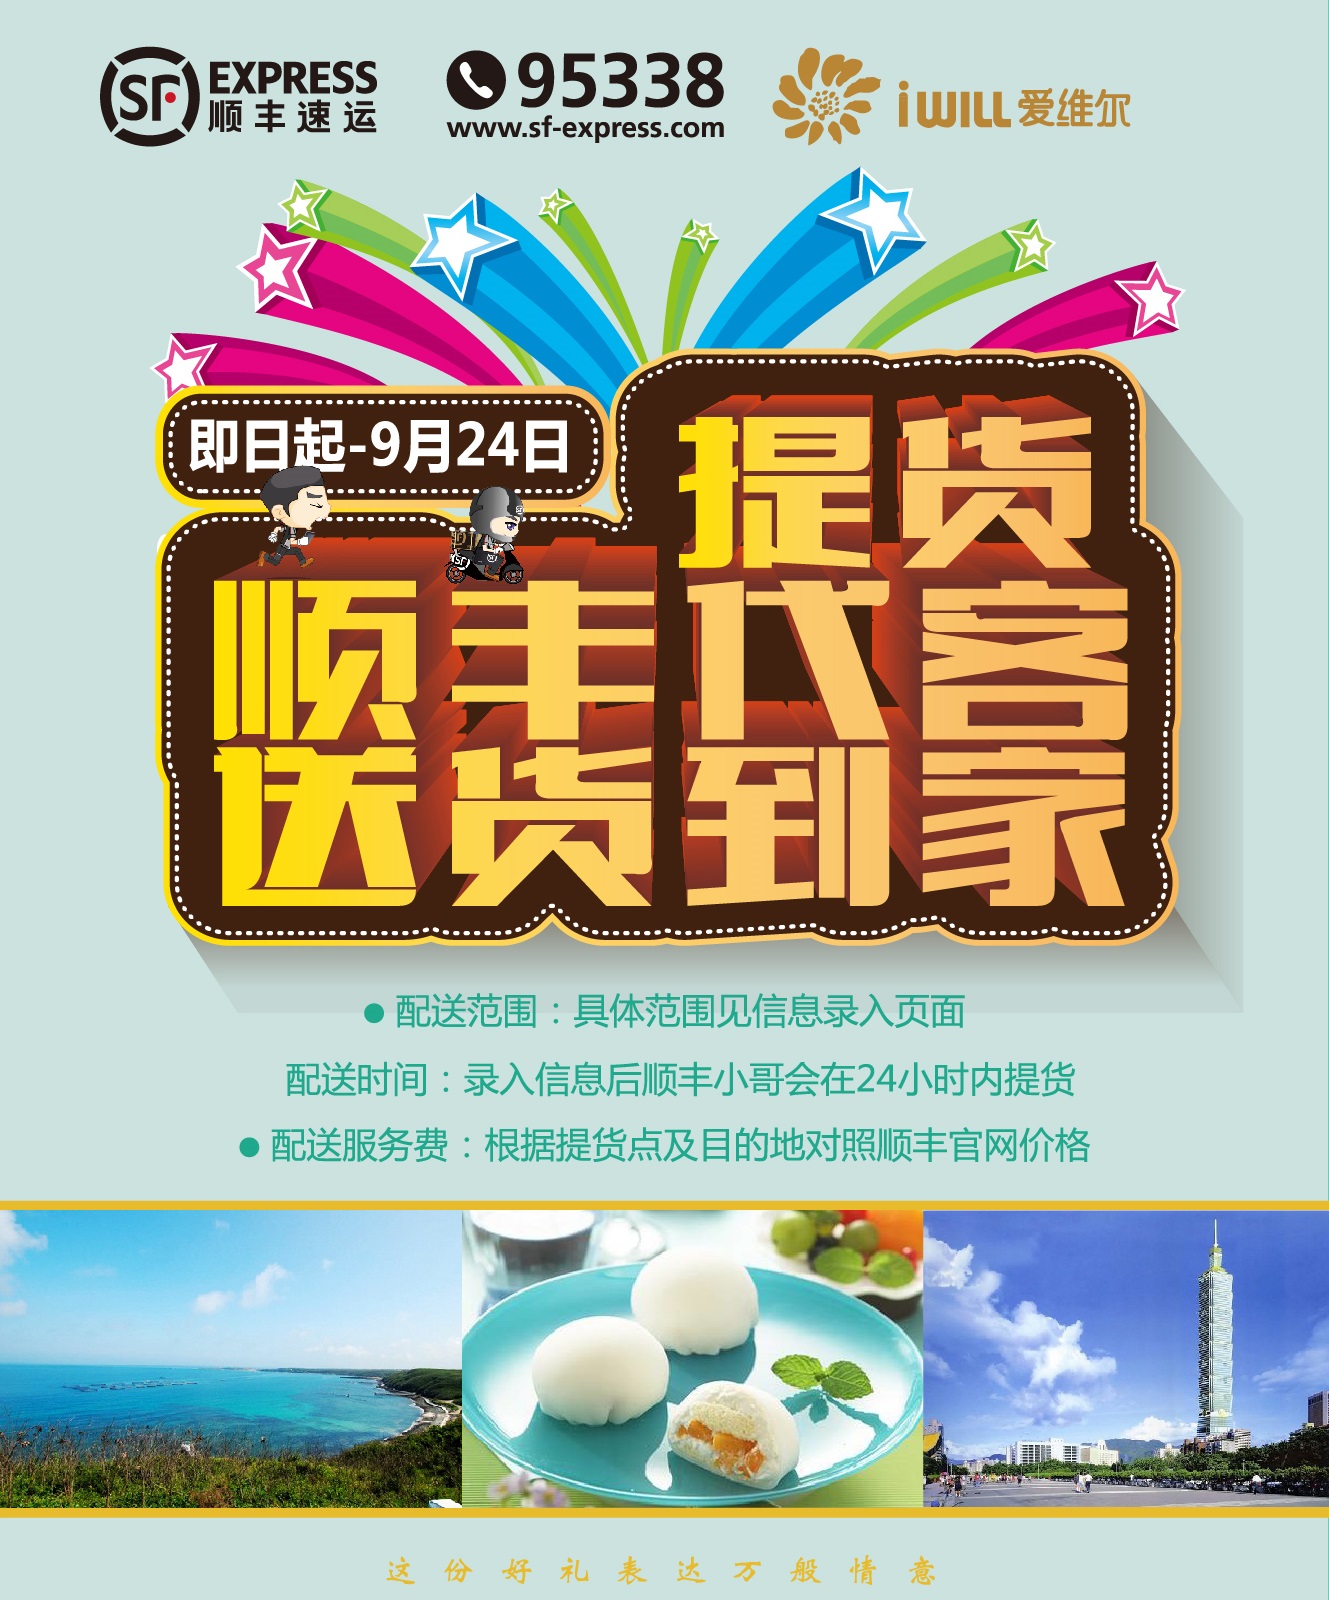 SF EXPRESS
顺丰速运
95338
www.sf-express.com
iWILL 爱维尔
即日起-9月24日
提货
顺丰代客
送货到家
● 配送范围：具体范围见信息录入页面
配送时间：录入信息后顺丰小哥会在24小时内提货
● 配送服务费：根据提货点及目的地对照顺丰官网价格
这份好礼表达万般情意